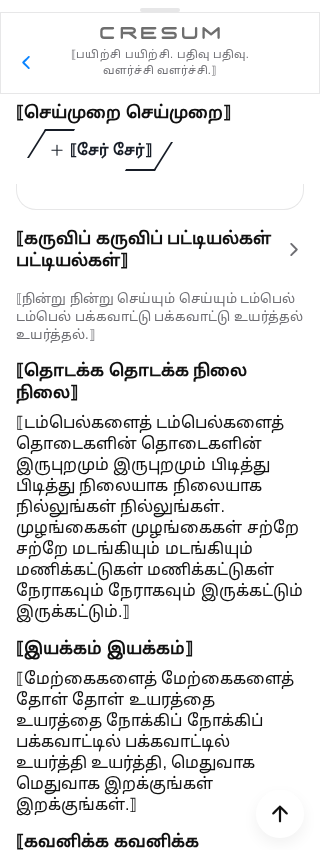 CRESUM
⟦பயிற்சி பயிற்சி. பதிவு பதிவு.
வளர்ச்சி வளர்ச்சி.⟧
⟦செய்முறை செய்முறை⟧
+ ⟦சேர் சேர்⟧
⟦கருவிப் கருவிப் பட்டியல்கள்
பட்டியல்கள்⟧
⟦நின்று நின்று செய்யும் செய்யும் டம்பெல்
டம்பெல் பக்கவாட்டு பக்கவாட்டு உயர்த்தல்
உயர்த்தல்.⟧
⟦தொடக்க தொடக்க நிலை
நிலை⟧
⟦டம்பெல்களைத் டம்பெல்களைத்
தொடைகளின் தொடைகளின்
இருபுறமும் இருபுறமும் பிடித்து
பிடித்து நிலையாக நிலையாக
நில்லுங்கள் நில்லுங்கள்.
முழங்கைகள் முழங்கைகள் சற்றே
சற்றே மடங்கியும் மடங்கியும்
மணிக்கட்டுகள் மணிக்கட்டுகள்
நேராகவும் நேராகவும் இருக்கட்டும்
இருக்கட்டும்.⟧
⟦இயக்கம் இயக்கம்⟧
⟦மேற்கைகளைத் மேற்கைகளைத்
தோள் தோள் உயரத்தை
உயரத்தை நோக்கிப் நோக்கிப்
பக்கவாட்டில் பக்கவாட்டில்
உயர்த்தி உயர்த்தி, மெதுவாக
மெதுவாக இறக்குங்கள்
இறக்குங்கள்.⟧
⟦கவனிக்க கவனிக்க